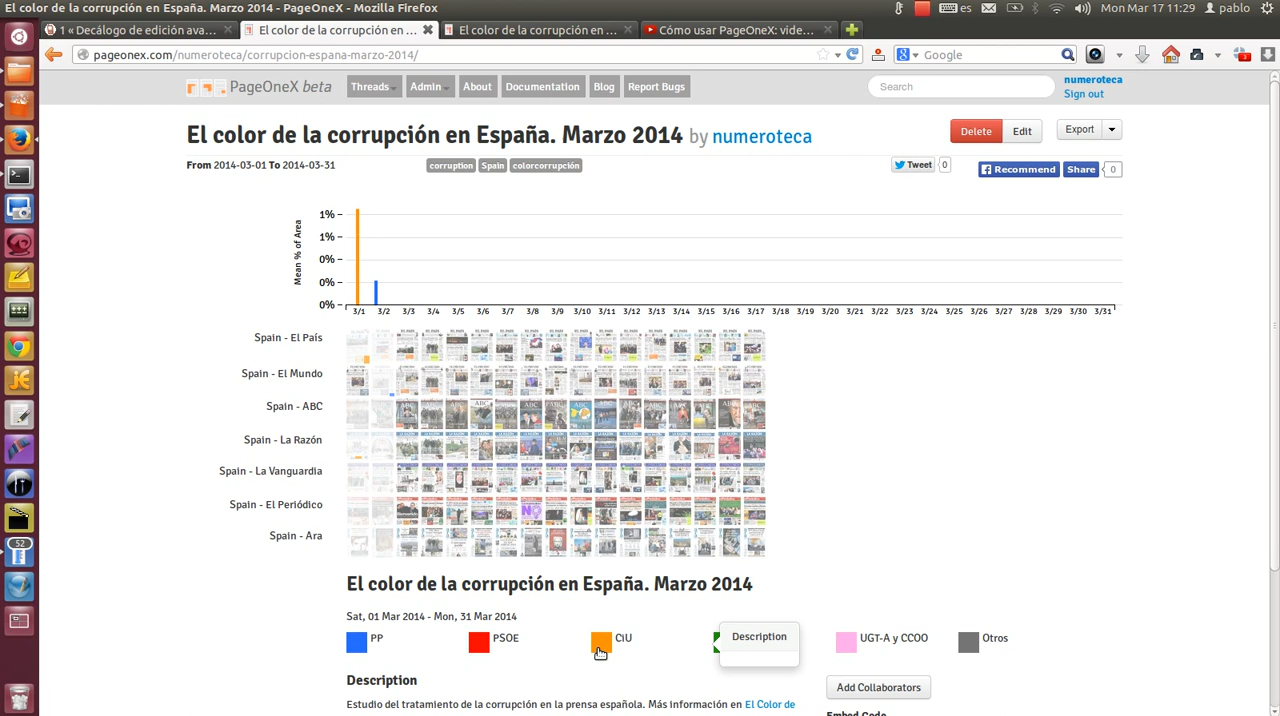 El color de la corrupción en España. Marzo 2014 - PageOneX - Mozilla Firefox
es
Mon Mar 17 11:29
pablo
1 « Decálogo de edición ava...
El color de la corrupción en ...
El color de la corrupción en ...
Cómo usar PageOneX: vide...
pageonex.com/numeroteca/corrupcion-espana-marzo-2014/
Google
PageOneX beta
Threads
Admin
About
Documentation
Blog
Report Bugs
Search
numeroteca
Sign out
El color de la corrupción en España. Marzo 2014 by numeroteca
Delete
Edit
Export
From 2014-03-01 To 2014-03-31
corruption
Spain
colorcorrupción
Tweet
0
Recommend
Share
0
Mean % of Area
1%
1%
0%
0%
0%
3/1 3/2 3/3 3/4 3/5 3/6 3/7 3/8 3/9 3/10 3/11 3/12 3/13 3/14 3/15 3/16 3/17 3/18 3/19 3/20 3/21 3/22 3/23 3/24 3/25 3/26 3/27 3/28 3/29 3/30 3/31
Spain - El País
Spain - El Mundo
Spain - ABC
Spain - La Razón
Spain - La Vanguardia
Spain - El Periódico
Spain - Ara
52
El color de la corrupción en España. Marzo 2014
Sat, 01 Mar 2014 - Mon, 31 Mar 2014
PP
PSOE
CiU
Description
UGT-A y CCOO
Otros
Description
Add Collaborators
Estudio del tratamiento de la corrupción en la prensa española. Más información en El Color de
Embed Code